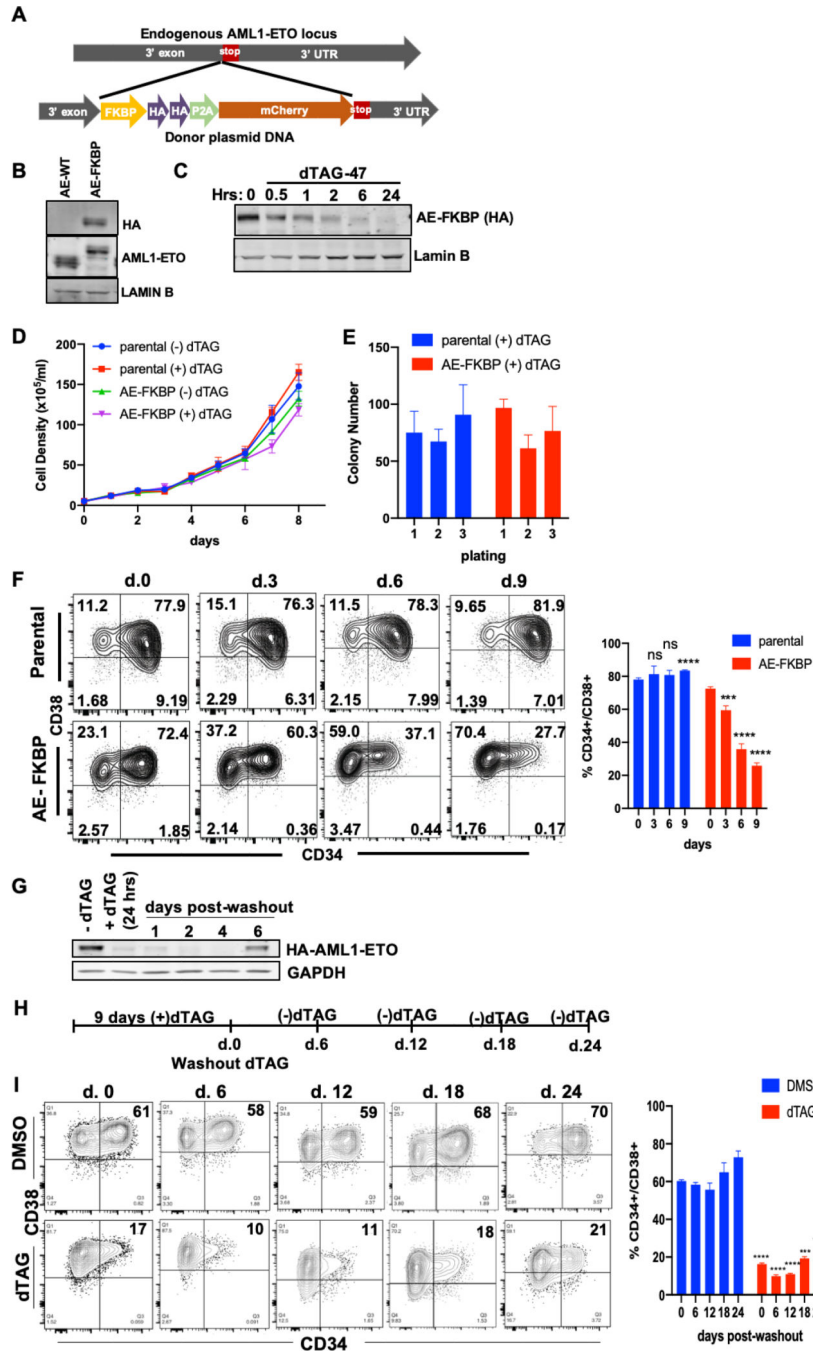 A
Endogenous AML1-ETO locus
3' exon stop 3' UTR
3' exon FKBP HA HA P2A mCherry stop 3' UTR
Donor plasmid DNA
B
AE-WT
AE-FKBP
HA
AML1-ETO
LAMIN B
C
dTAG-47
Hrs: 0 0.5 1 2 6 24
AE-FKBP (HA)
Lamin B
D
Cell Density (x10⁵/ml)
200
150
100
50
0
0 2 4 6 8
days
parental (-) dTAG
parental (+) dTAG
AE-FKBP (-) dTAG
AE-FKBP (+) dTAG
E
parental (+) dTAG
AE-FKBP (+) dTAG
Colony Number
150
100
50
0
1 2 3 1 2 3
plating
F
d.0 d.3 d.6 d.9
Parental
11.2 77.9 15.1 76.3 11.5 78.3 9.65 81.9
1.68 9.19 2.29 6.31 2.15 7.99 1.39 7.01
CD38
AE- FKBP
23.1 72.4 37.2 60.3 59.0 37.1 70.4 27.7
2.57 1.85 2.14 0.36 3.47 0.44 1.76 0.17
CD34
parental
AE-FKBP
% CD34+/CD38+
100
80
60
40
20
0
ns ns **** *** **** ****
0 3 6 9 0 3 6 9
days
G
- dTAG
+ dTAG
(24 hrs)
days post-washout
1 2 4 6
HA-AML1-ETO
GAPDH
H
9 days (+)dTAG (-)dTAG (-)dTAG (-)dTAG (-)dTAG
d.0 d.6 d.12 d.18 d.24
Washout dTAG
I
d. 0 d. 6 d. 12 d. 18 d. 24
DMSO
61 58 59 68 70
CD38
dTAG
17 10 11 18 21
CD34
DMS
dTAG
% CD34+/CD38+
100
80
60
40
20
0
**** **** **** ***
0 6 12 18 24 0 6 12 18
days post-washout